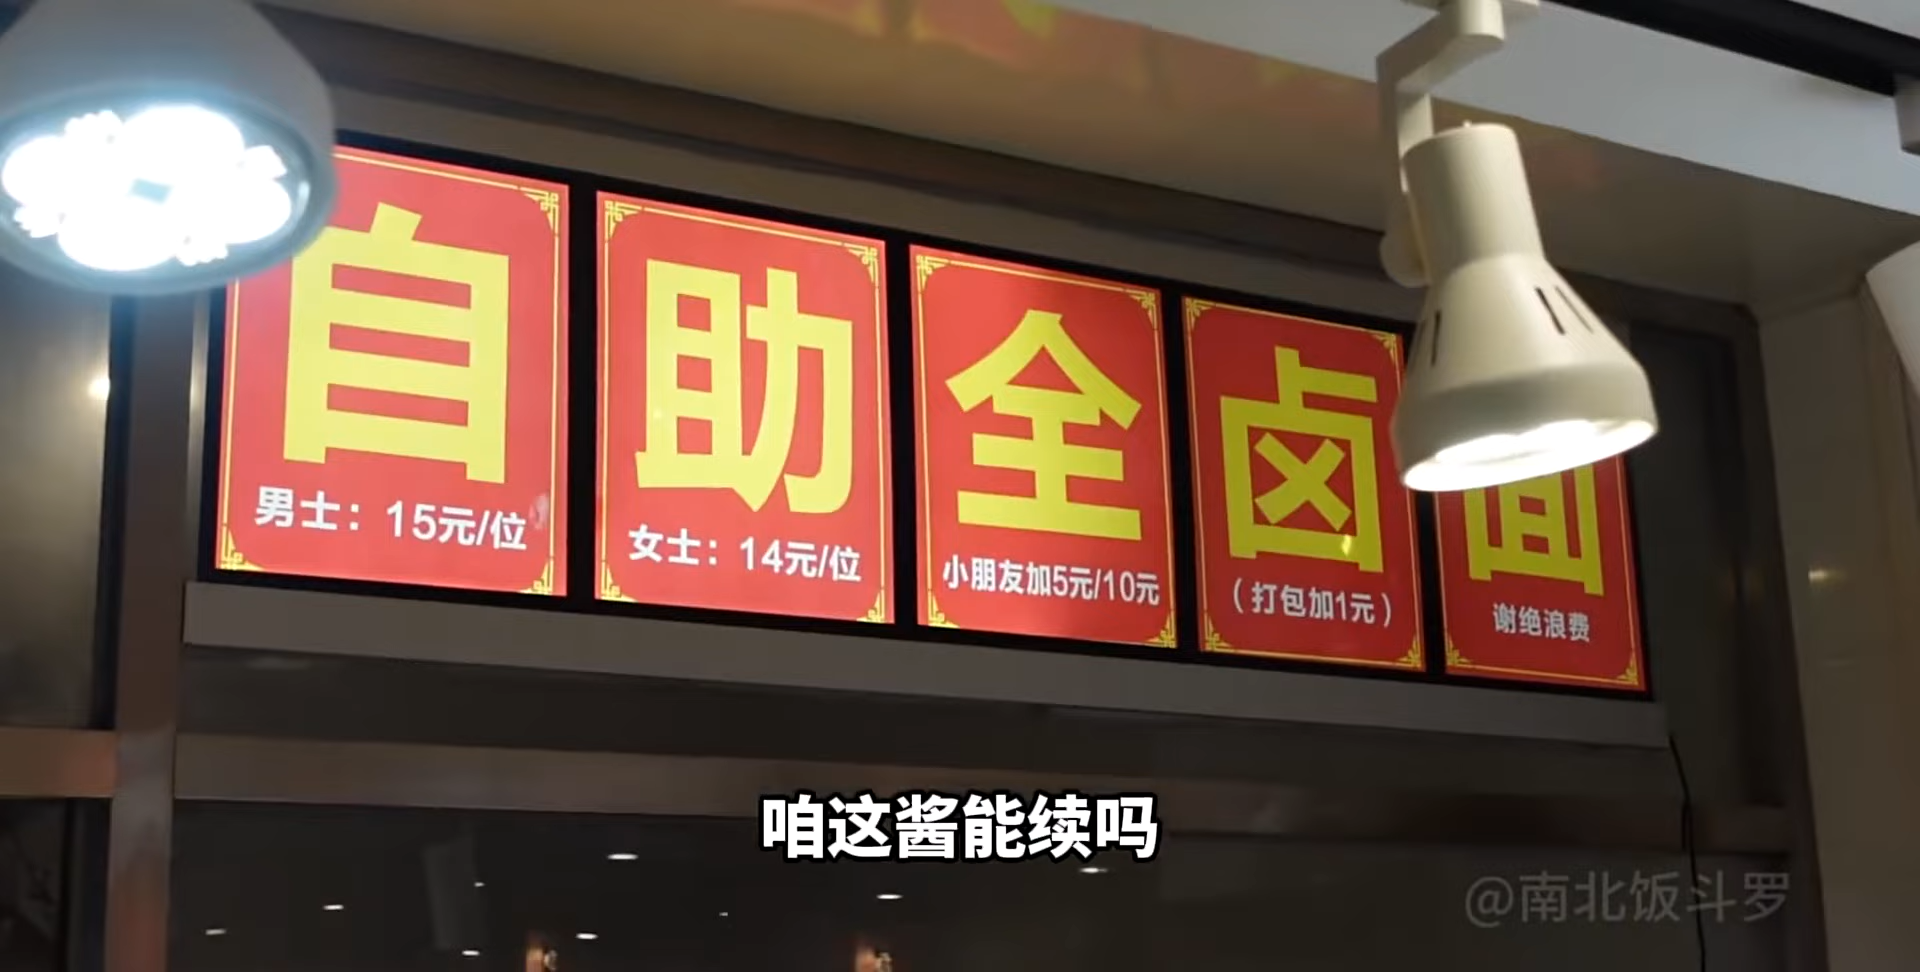 自助全卤面
男士：15元/位
女士：14元/位
小朋友加5元/10元
（打包加1元）
谢绝浪费
咱这酱能续吗
@南北饭斗罗